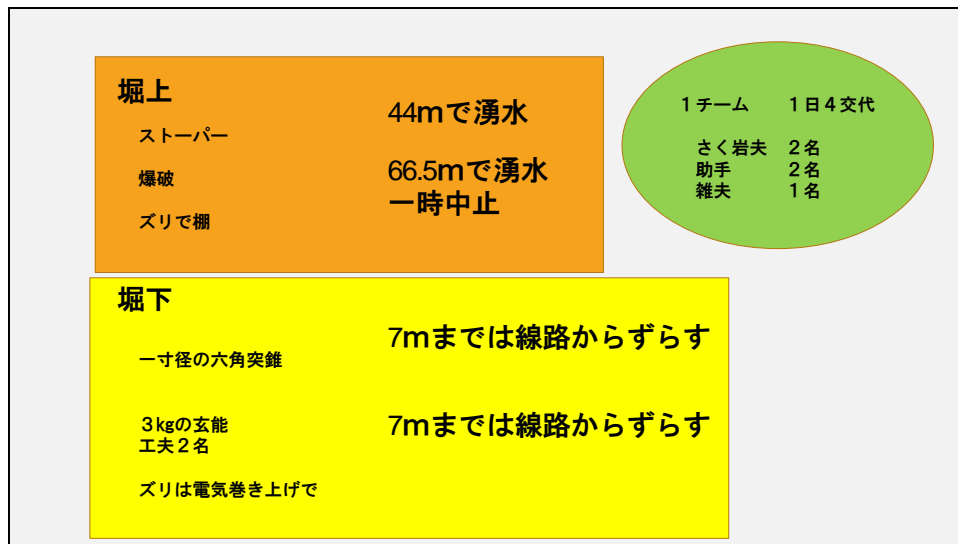 堀上
ストーパー
爆破
ズリで棚
44mで湧水
66.5mで湧水
一時中止
1チーム 1日4交代
さく岩夫 2名
助手 2名
雑夫 1名
堀下
一寸径の六角突錐
3㎏の玄能
工夫2名
ズリは電気巻き上げで
7mまでは線路からずらす
7mまでは線路からずらす